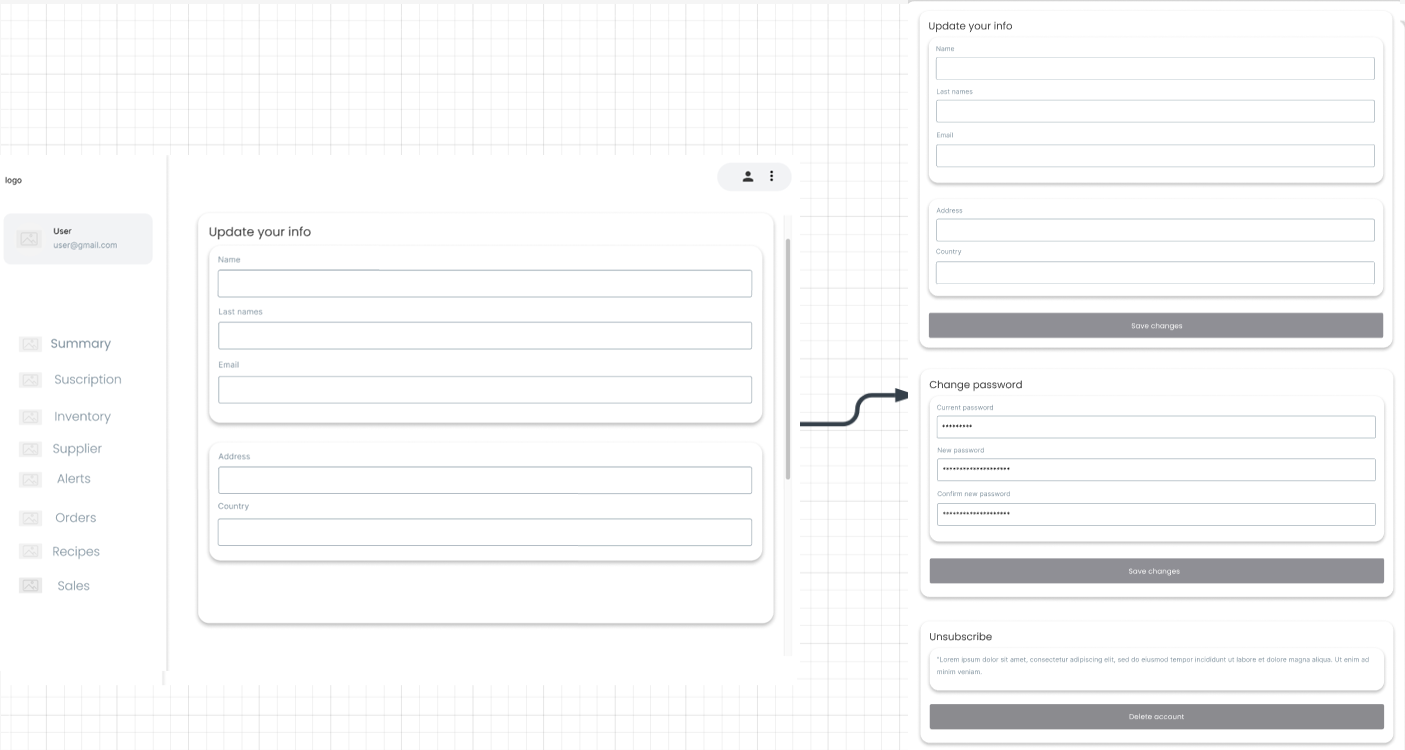 logo
User
user@gmail.com
Summary
Suscription
Inventory
Supplier
Alerts
Orders
Recipes
Sales
Update your info
Name
Last names
Email
Address
Country
Update your info
Name
Last names
Email
Address
Country
Save changes
Change password
Current password
*********
New password
********************
Confirm new password
********************
Save changes
Unsubscribe
"Lorem ipsum dolor sit amet, consectetur adipiscing elit, sed do eiusmod tempor incididunt ut labore et dolore magna aliqua. Ut enim ad
minim veniam.
Delete account